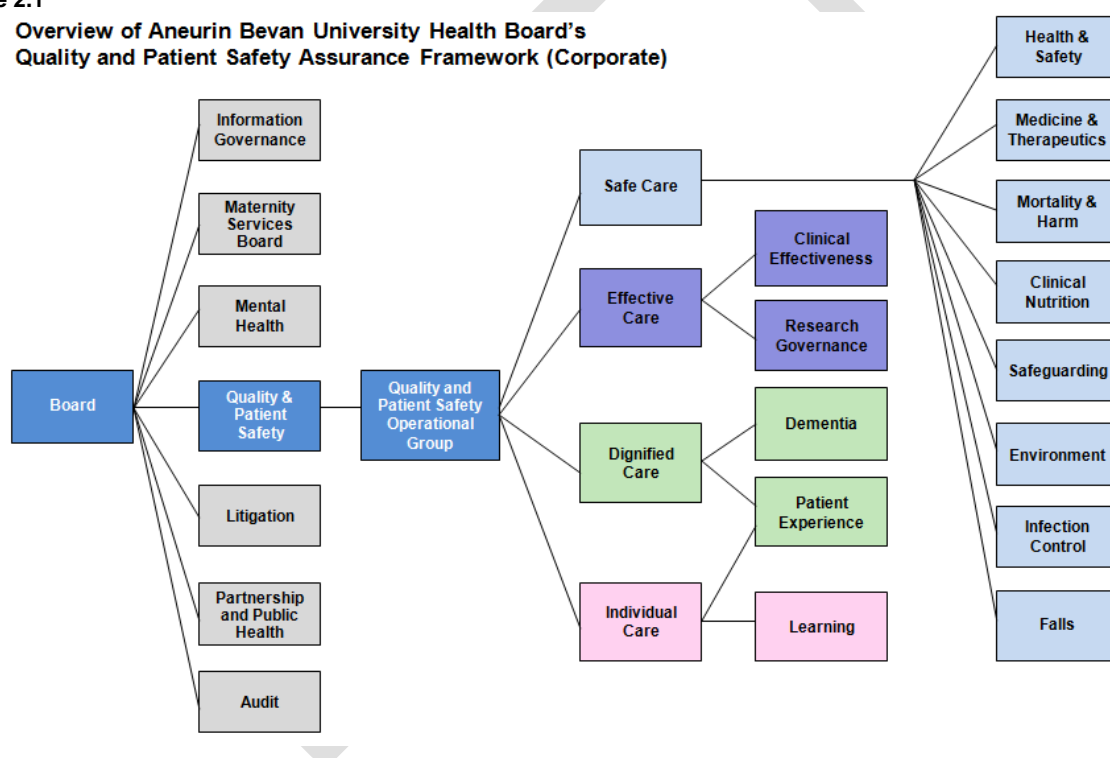 e 2.1
Overview of Aneurin Bevan University Health Board's
Quality and Patient Safety Assurance Framework (Corporate)
Board
Information
Governance
Maternity
Services
Board
Mental
Health
Quality &
Patient
Safety
Litigation
Partnership
and Public
Health
Audit
Quality and
Patient Safety
Operational
Group
Safe Care
Effective
Care
Dignified
Care
Individual
Care
Clinical
Effectiveness
Research
Governance
Dementia
Patient
Experience
Learning
Health &
Safety
Medicine &
Therapeutics
Mortality &
Harm
Clinical
Nutrition
Safeguarding
Environment
Infection
Control
Falls